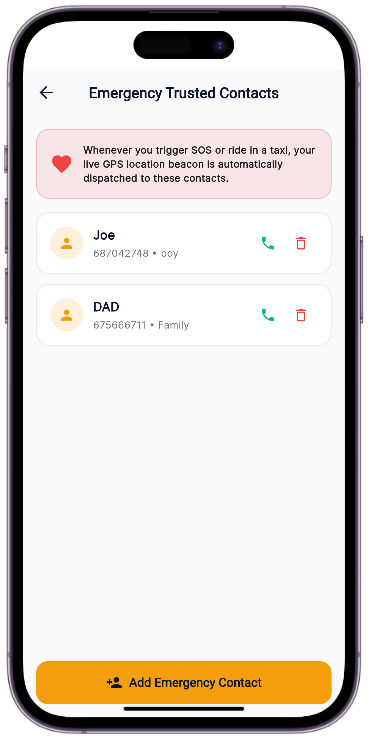 Emergency Trusted Contacts
Whenever you trigger SOS or ride in a taxi, your
live GPS location beacon is automatically
dispatched to these contacts.
Joe
687042748 • boy
DAD
675666711 • Family
Add Emergency Contact